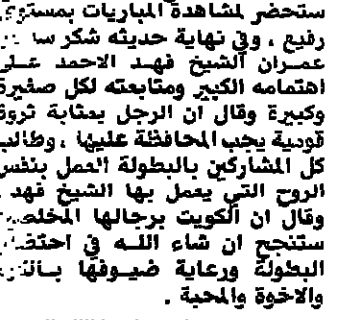 ستحضر لمشاهدة المباريات بمستوى
رفيع ، وفي نهاية حديثه شكر
عمران الشيخ فهد الاحمد على
اهتمامه الكبير ومتابعته لكل صغيرة
وكبيرة وقال ان الرجل بمثابة ثروة
قومية يجب المحافظة عليها ، وطالب
كل المشاركين بالبطولة العمل بنفس
الروح التي يعمل بها الشيخ فهد .
وقال ان الكويت برجالها
ستنجح ان شاء الله في
البطولة ورعاية ضيوفها
والاخوة والمحبة .